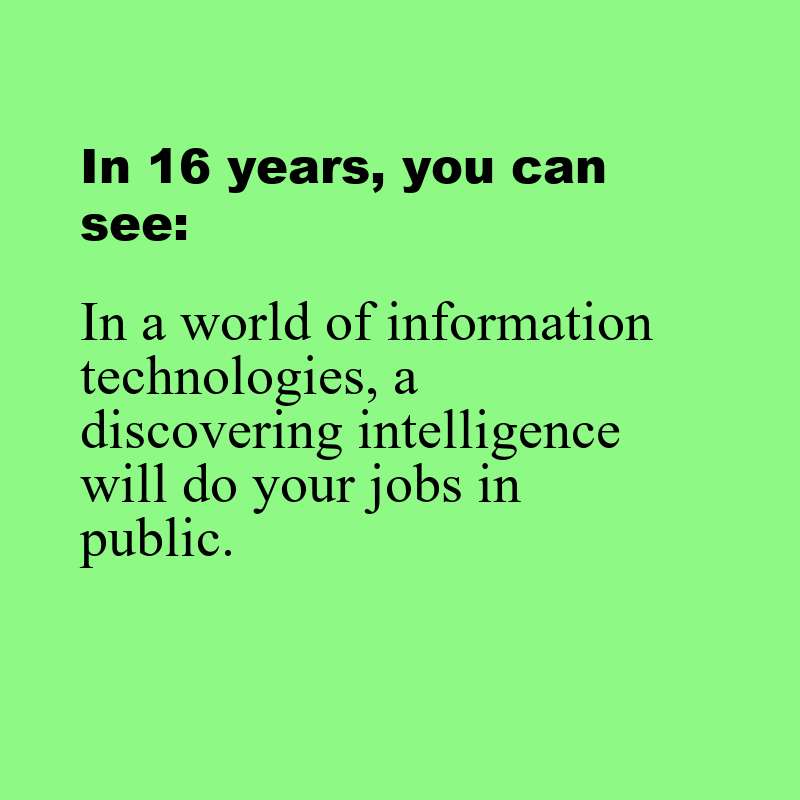 In 16 years, you can
see:
In a world of information
technologies, a
discovering intelligence
will do your jobs in
public.